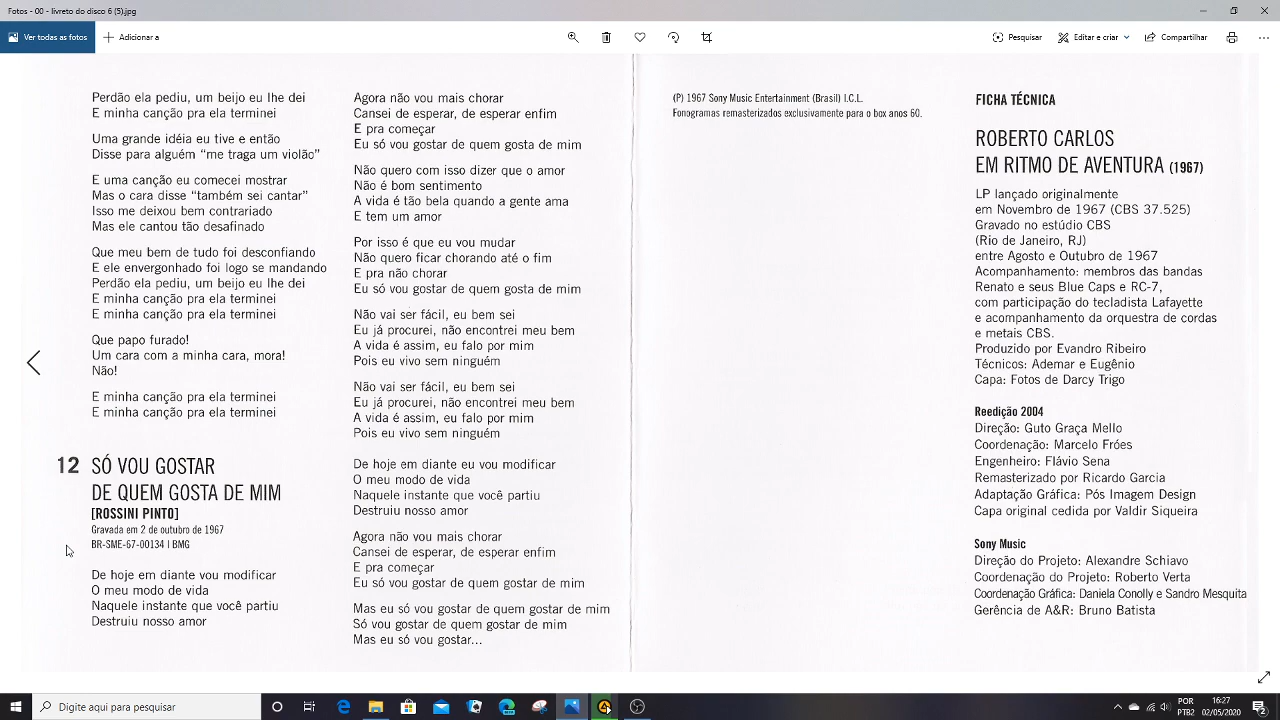 Fotos - 00 - livreto do disco 6 (5).jpg
Ver todas as fotos
Adicionar a
Pesquisar
Editar e criar
Compartilhar
Perdão ela pediu, um beijo eu lhe dei
E minha canção pra ela terminei
Uma grande idéia eu tive e então
Disse para alguém “me traga um violão”
E uma canção eu comecei mostrar
Mas o cara disse “também sei cantar”
Isso me deixou bem contrariado
Mas ele cantou tão desafinado
Que meu bem de tudo foi desconfiando
E ele envergonhado foi logo se mandando
Perdão ela pediu, um beijo eu lhe dei
E minha canção pra ela terminei
E minha canção pra ela terminei
Que papo furado!
Um cara com a minha cara, mora!
Não!
E minha canção pra ela terminei
E minha canção pra ela terminei
12 SÓ VOU GOSTAR
DE QUEM GOSTA DE MIM
[ROSSINI PINTO]
Gravada em 2 de outubro de 1967
BR-SME-67-00134 | BMG
De hoje em diante vou modificar
O meu modo de vida
Naquele instante que você partiu
Destruiu nosso amor
Agora não vou mais chorar
Cansei de esperar, de esperar enfim
E pra começar
Eu só vou gostar de quem gosta de mim
Não quero com isso dizer que o amor
Não é bom sentimento
A vida é tão bela quando a gente ama
E tem um amor
Por isso é que eu vou mudar
Não quero ficar chorando até o fim
E pra não chorar
Eu só vou gostar de quem gosta de mim
Não vai ser fácil, eu bem sei
Eu já procurei, não encontrei meu bem
A vida é assim, eu falo por mim
Pois eu vivo sem ninguém
Não vai ser fácil, eu bem sei
Eu já procurei, não encontrei meu bem
A vida é assim, eu falo por mim
Pois eu vivo sem ninguém
De hoje em diante eu vou modificar
O meu modo de vida
Naquele instante que você partiu
Destruiu nosso amor
Agora não vou mais chorar
Cansei de esperar, de esperar enfim
E pra começar
Eu só vou gostar de quem gostar de mim
Mas eu só vou gostar de quem gostar de mim
Só vou gostar de quem gostar de mim
Mas eu só vou gostar...
(P) 1967 Sony Music Entertainment (Brasil) I.C.L.
Fonogramas remasterizados exclusivamente para o box anos 60.
FICHA TÉCNICA
ROBERTO CARLOS
EM RITMO DE AVENTURA (1967)
LP lançado originalmente
em Novembro de 1967 (CBS 37.525)
Gravado no estúdio CBS
(Rio de Janeiro, RJ)
entre Agosto e Outubro de 1967
Acompanhamento: membros das bandas
Renato e seus Blue Caps e RC-7,
com participação do tecladista Lafayette
e acompanhamento da orquestra de cordas
e metais CBS.
Produzido por Evandro Ribeiro
Técnicos: Ademar e Eugênio
Capa: Fotos de Darcy Trigo
Reedição 2004
Direção: Guto Graça Mello
Coordenação: Marcelo Fróes
Engenheiro: Flávio Sena
Remasterizado por Ricardo Garcia
Adaptação Gráfica: Pós Imagem Design
Capa original cedida por Valdir Siqueira
Sony Music
Direção do Projeto: Alexandre Schiavo
Coordenação do Projeto: Roberto Verta
Coordenação Gráfica: Daniela Conolly e Sandro Mesquita
Gerência de A&R: Bruno Batista
Digite aqui para pesquisar
POR
PTB2
16:27
02/05/2020